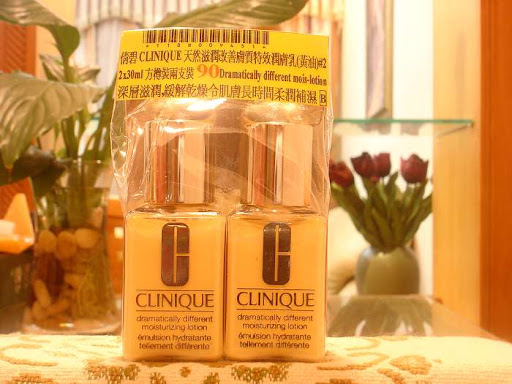 倩碧 CLINIQUE 天然滋潤改善膚質特效潤膚乳(黃油)#2
2x30ml 方樽裝兩支裝 90 Dramatically different mois-lotion
深層滋潤,緩解乾燥令肌膚長時間柔潤補濕 B
CLINIQUE
dramatically different
moisturizing lotion
émulsion hydratante
tellement différente
CLINIQUE
dramatically different
moisturizing lotion
émulsion hydratante
tellement différente